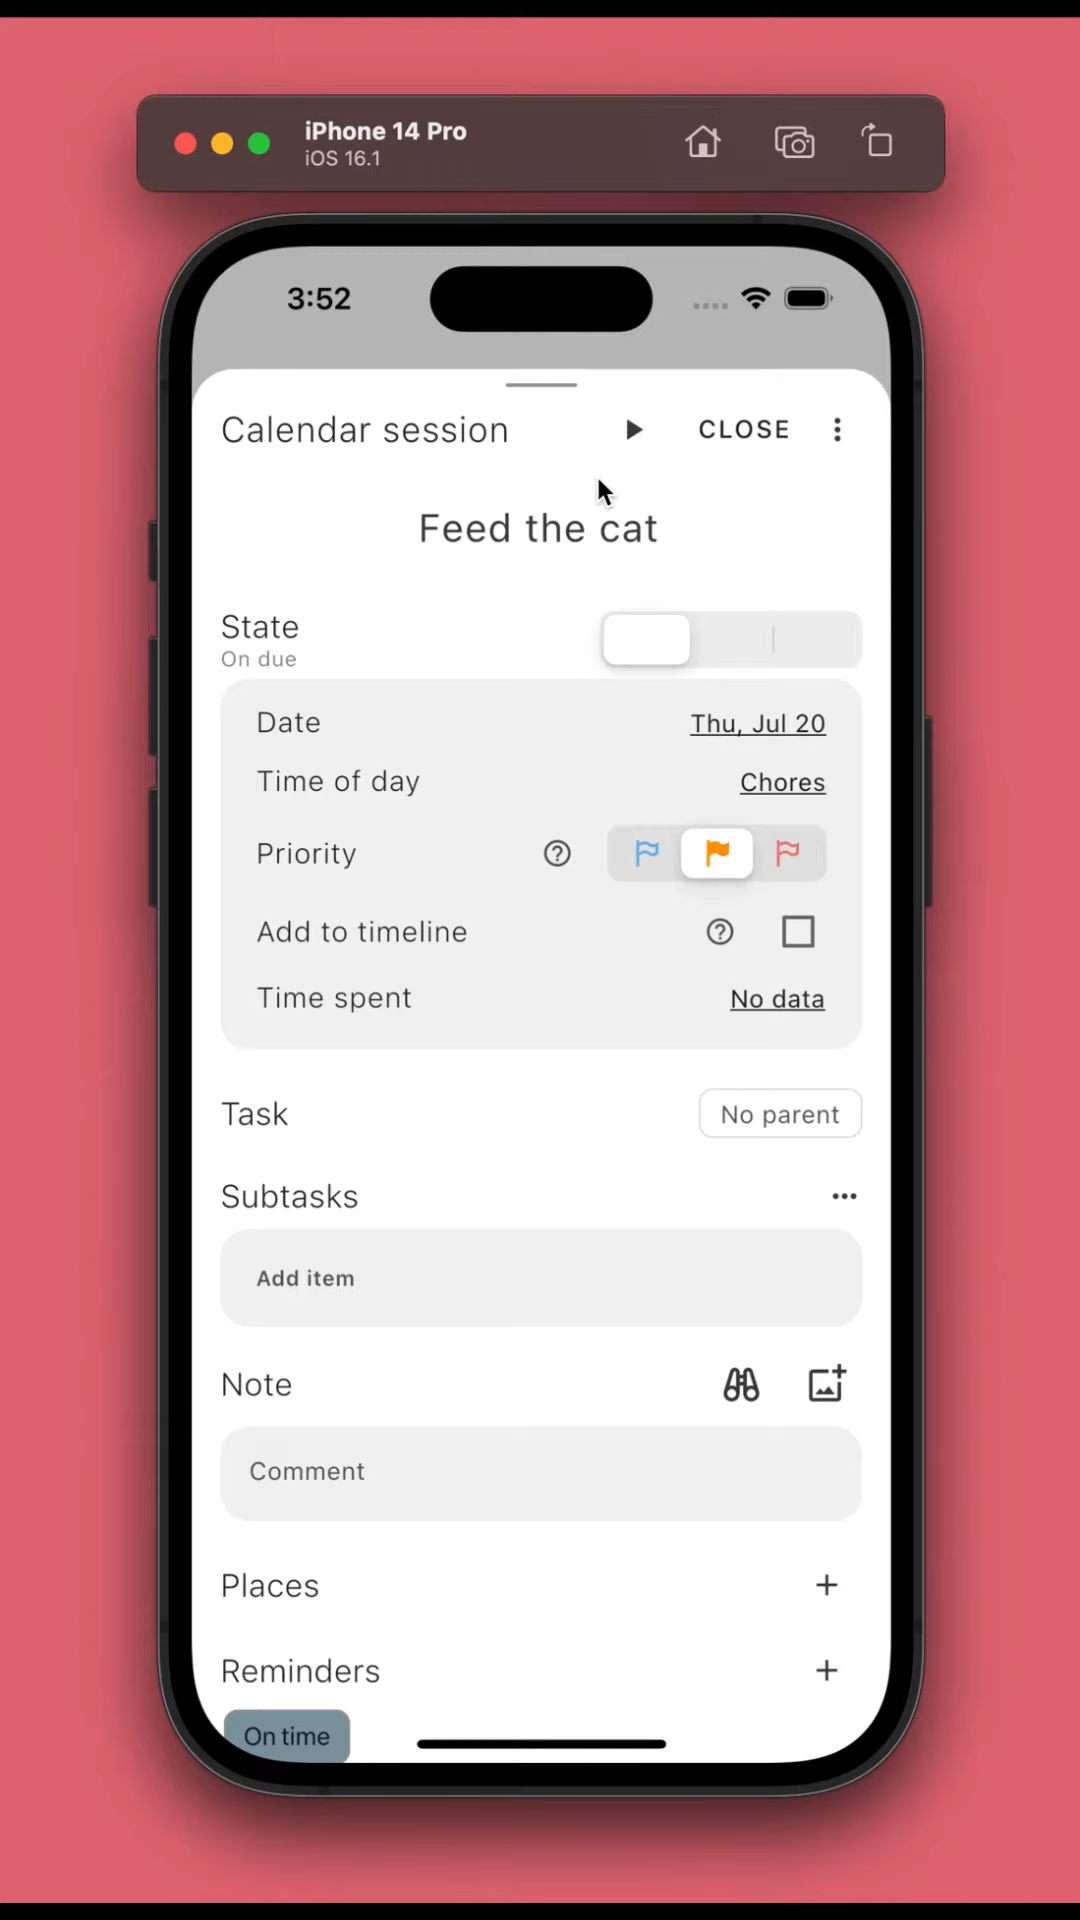 iPhone 14 Pro
iOS 16.1
3:52
Calendar session
CLOSE
Feed the cat
State
On due
Date
Thu, Jul 20
Time of day
Chores
Priority
Add to timeline
Time spent
No data
Task
No parent
Subtasks
Add item
Note
Comment
Places
Reminders
On time